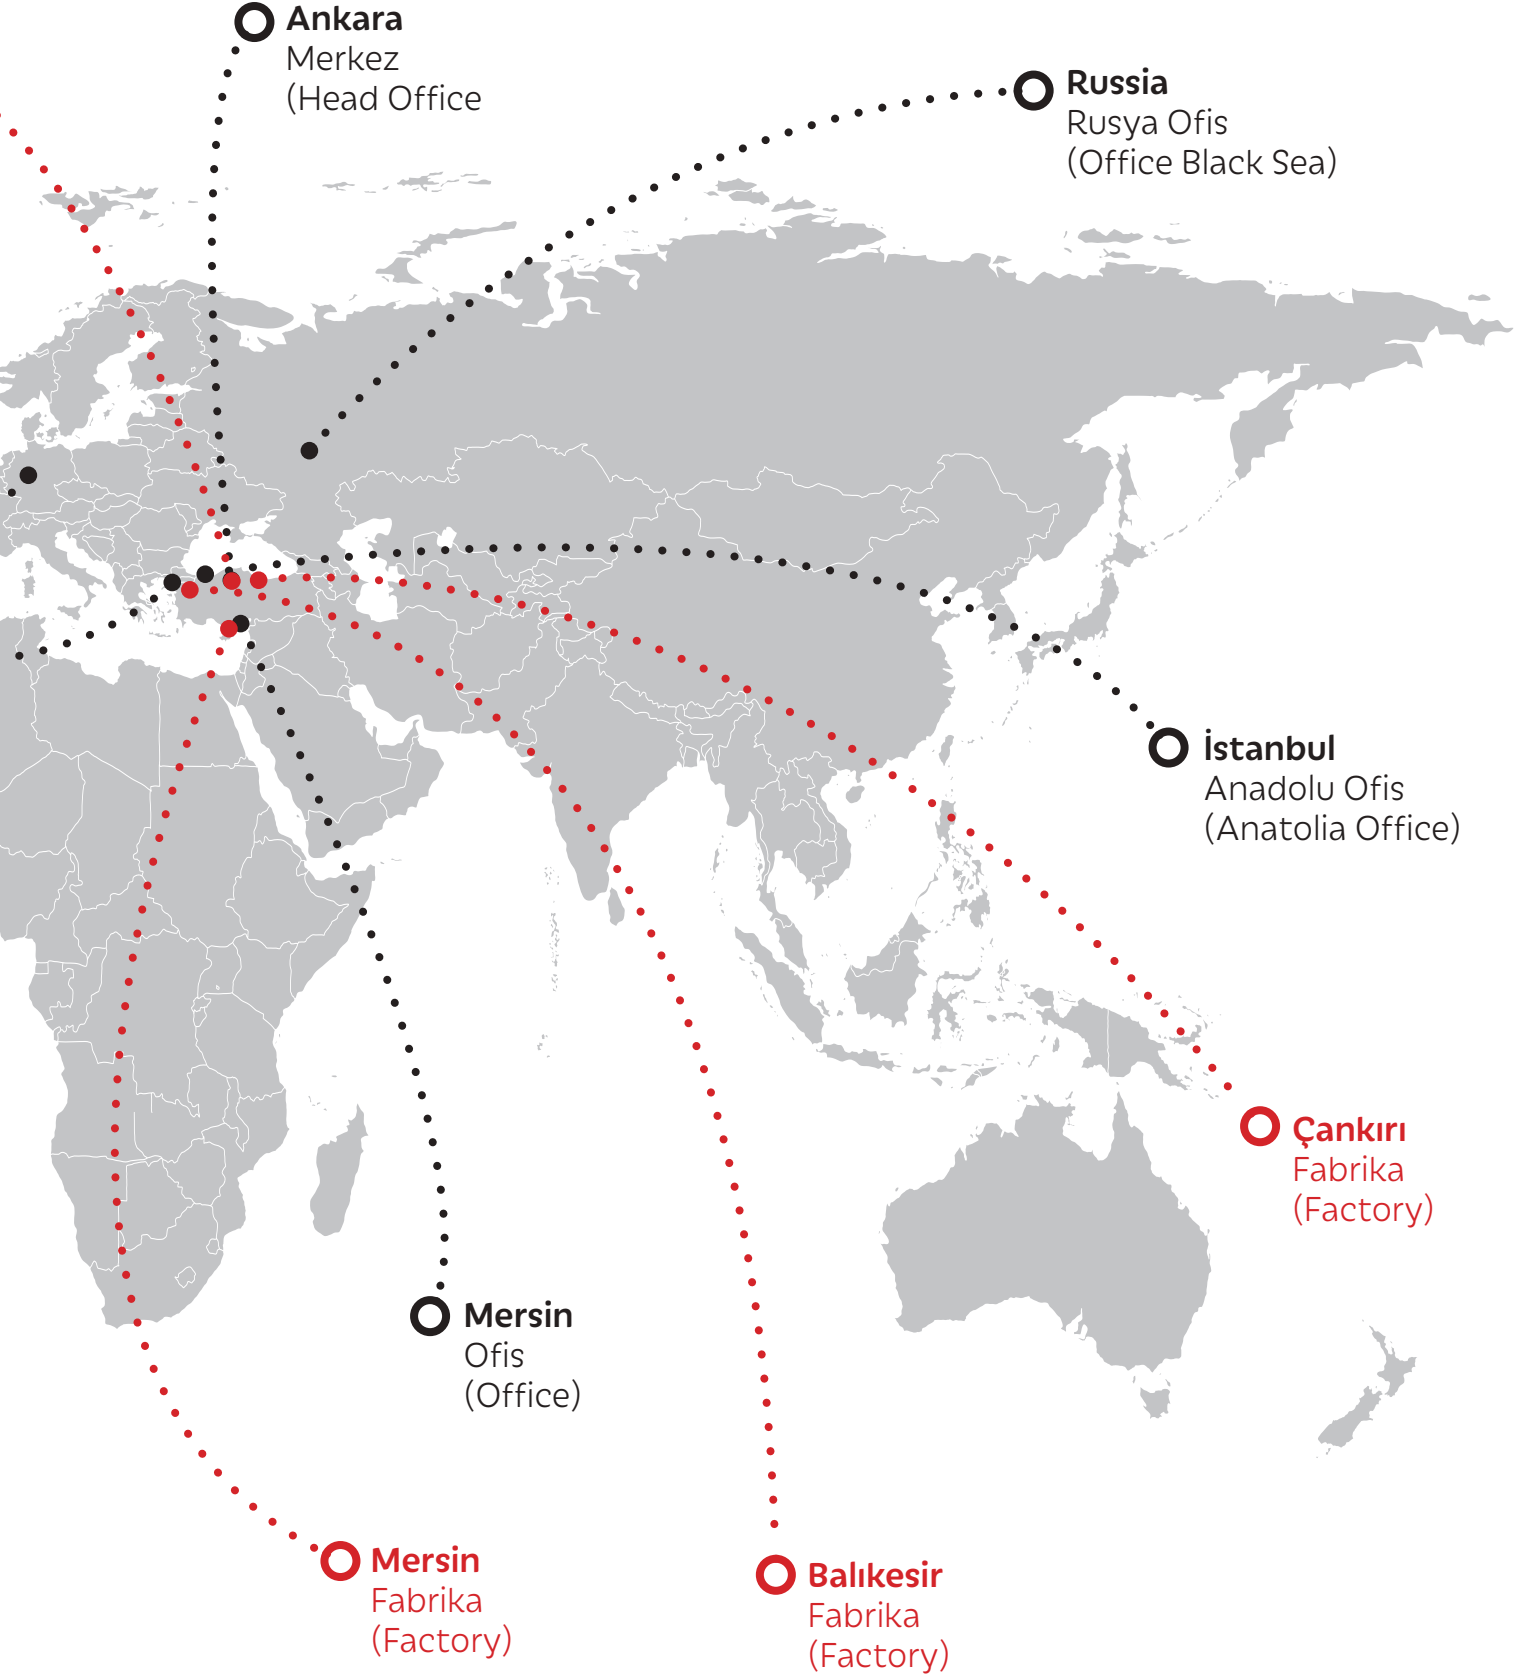 Ankara
Merkez
(Head Office
Russia
Rusya Ofis
(Office Black Sea)
İstanbul
Anadolu Ofis
(Anatolia Office)
Çankırı
Fabrika
(Factory)
Mersin
Ofis
(Office)
Mersin
Fabrika
(Factory)
Balıkesir
Fabrika
(Factory)